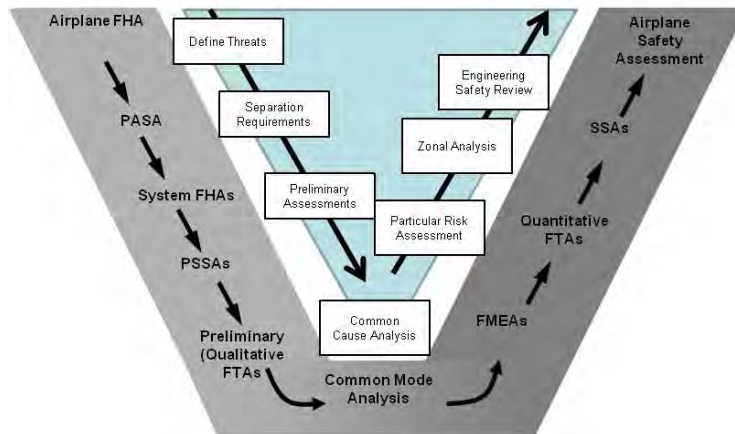 Airplane FHA
PASA
System FHAs
PSSAs
Preliminary
(Qualitative
FTAs)
Common Mode
Analysis
FMEAs
Quantitative
FTAs
SSAs
Airplane
Safety
Assessment
Define Threats
Separation
Requirements
Preliminary
Assessments
Common
Cause Analysis
Particular Risk
Assessment
Zonal Analysis
Engineering
Safety Review